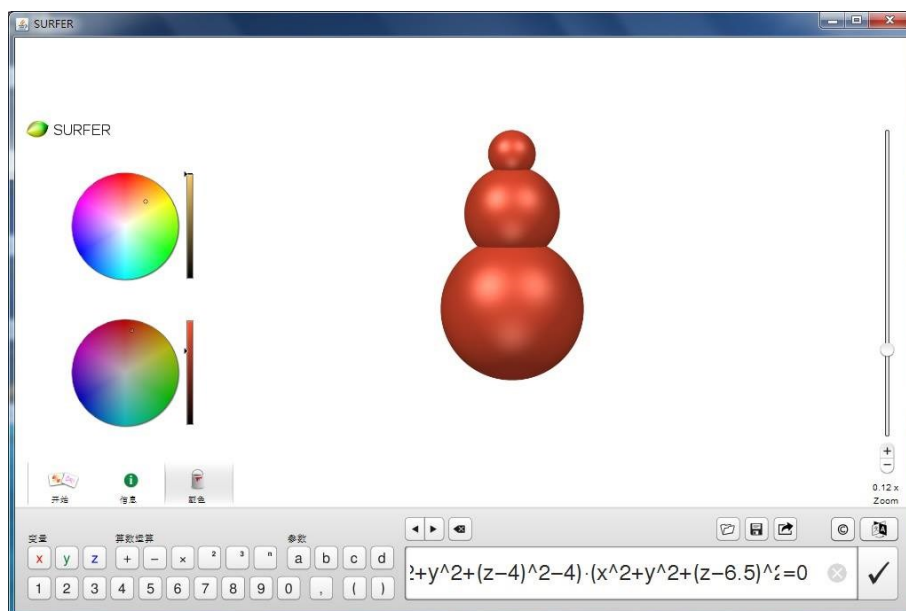 SURFER
SURFER
开始
信息
颜色
+
−
0.12 x
Zoom
变量
算数运算
参数
x y z + − × ² ³ ⁿ a b c d
1 2 3 4 5 6 7 8 9 0 , ( )
©
2+y^2+(z−4)^2−4)·(x^2+y^2+(z−6.5)^2=0